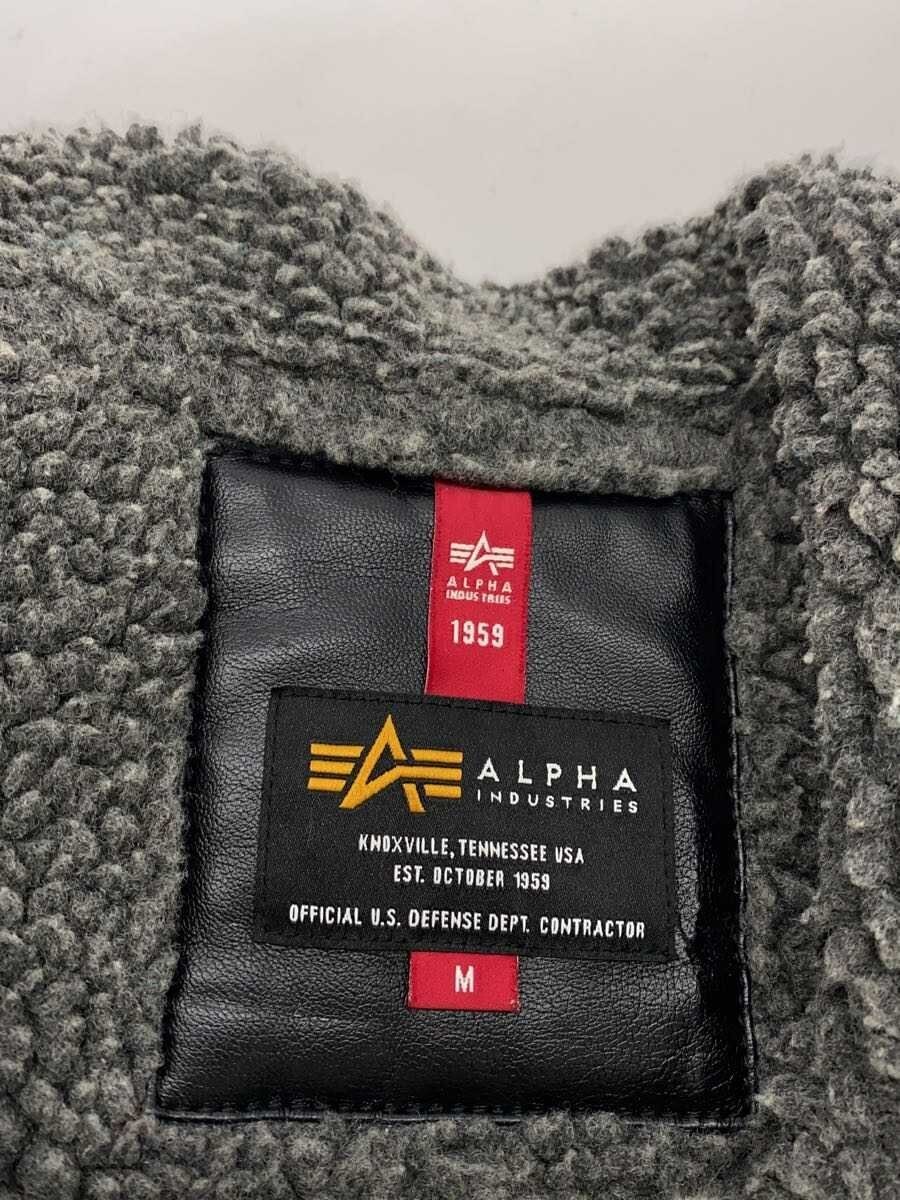 ALPHA
INDUSTRIES
1959
ALPHA
INDUSTRIES
KNOXVILLE, TENNESSEE USA
EST. OCTOBER 1959
OFFICIAL U.S. DEFENSE DEPT. CONTRACTOR
M